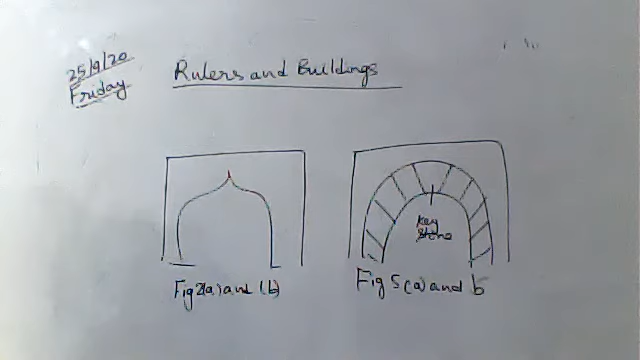 25/9/20
Friday
Rulers and Buildings
Key
Stone
Fig 2(a) and (b)
Fig 5(a) and b